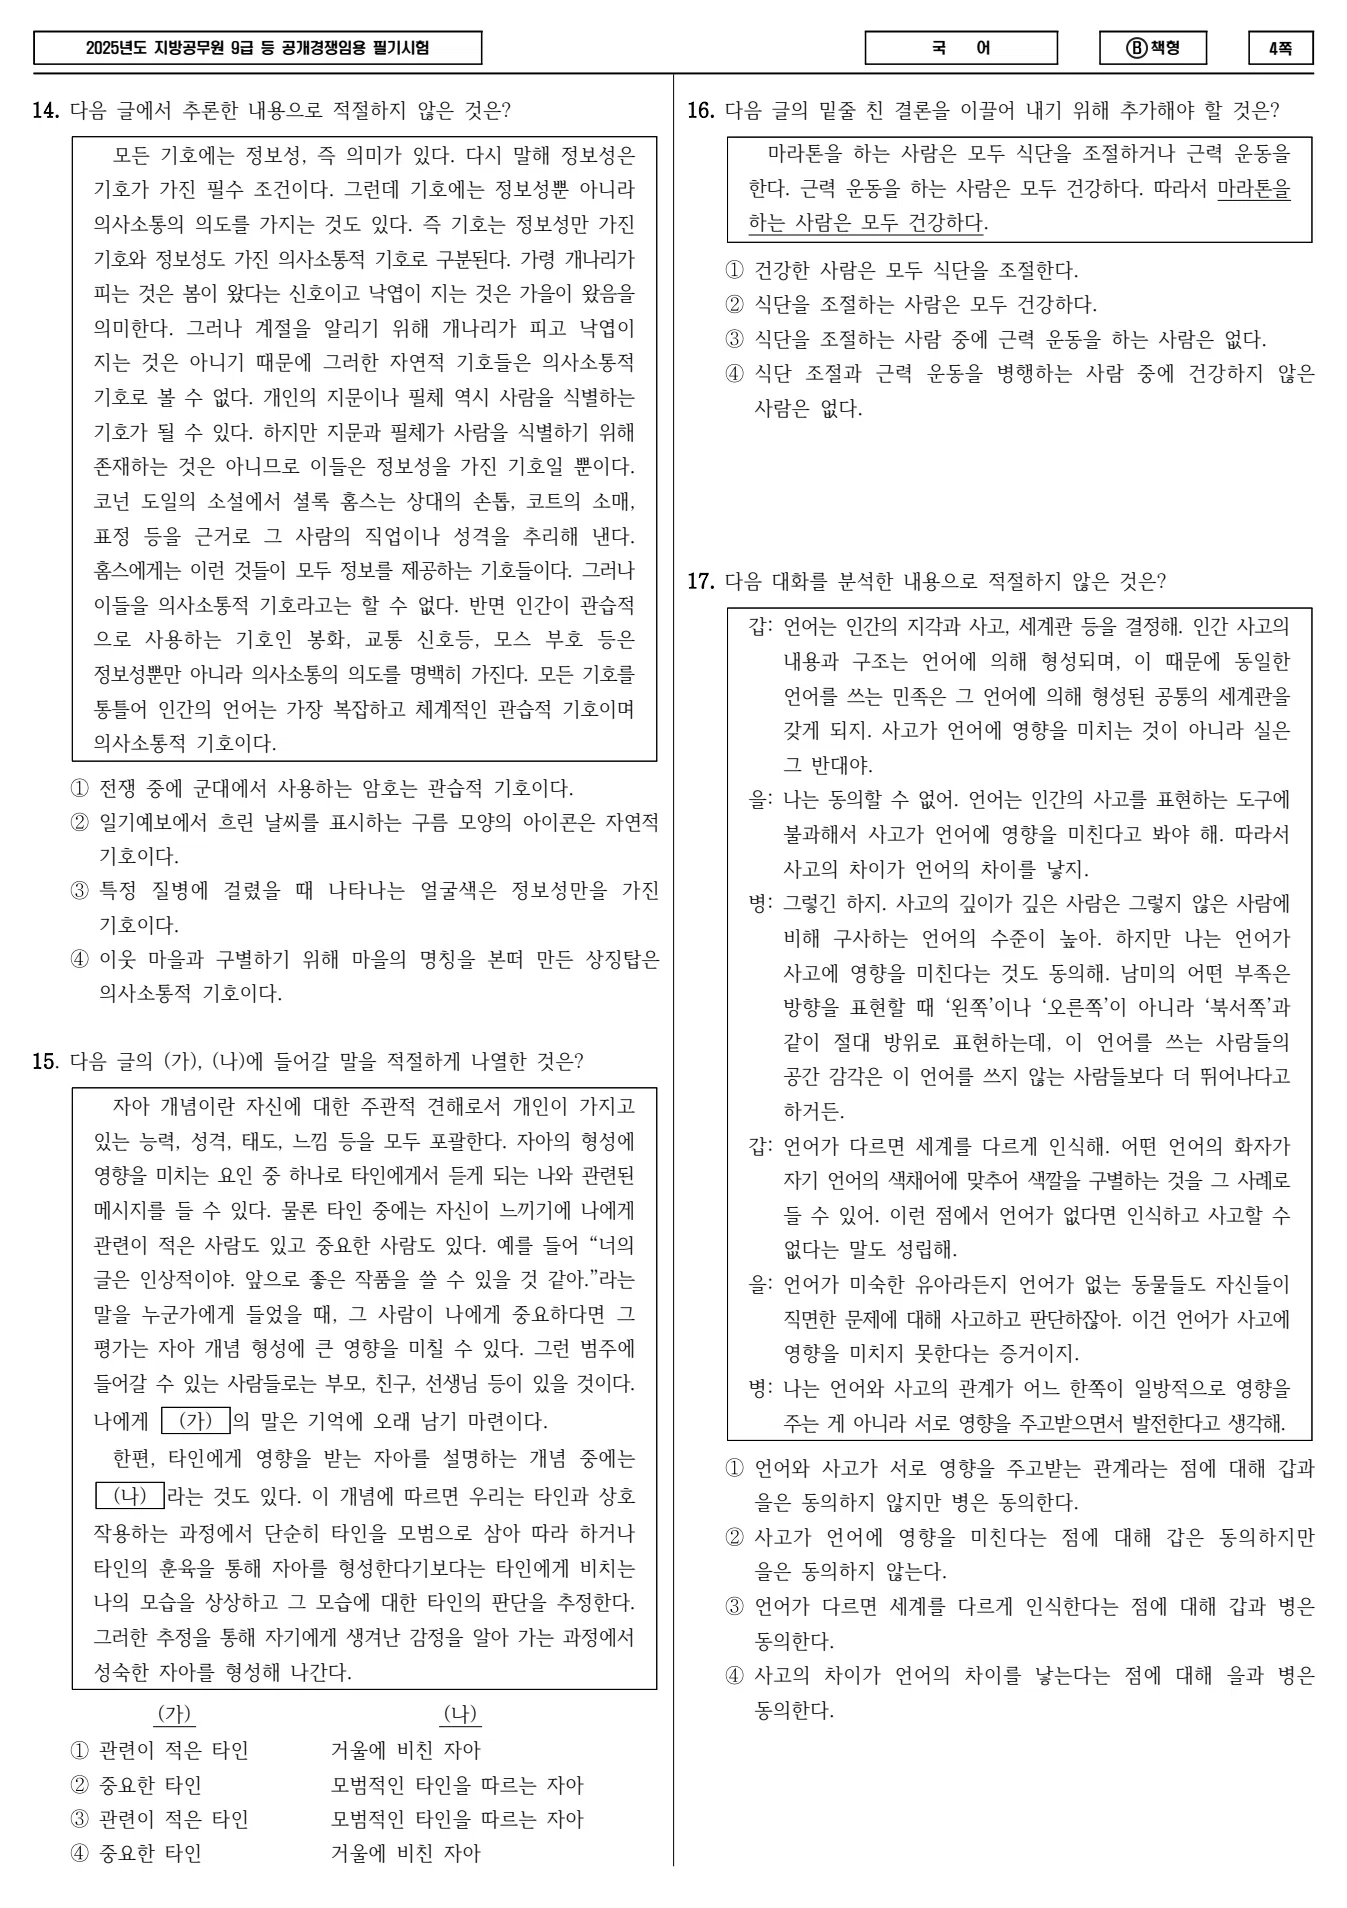 2025년도 지방공무원 9급 등 공개경쟁임용 필기시험
국 어
Ⓑ책형
4쪽
14. 다음 글에서 추론한 내용으로 적절하지 않은 것은?
모든 기호에는 정보성, 즉 의미가 있다. 다시 말해 정보성은
기호가 가진 필수 조건이다. 그런데 기호에는 정보성뿐 아니라
의사소통의 의도를 가지는 것도 있다. 즉 기호는 정보성만 가진
기호와 정보성도 가진 의사소통적 기호로 구분된다. 가령 개나리가
피는 것은 봄이 왔다는 신호이고 낙엽이 지는 것은 가을이 왔음을
의미한다. 그러나 계절을 알리기 위해 개나리가 피고 낙엽이
지는 것은 아니기 때문에 그러한 자연적 기호들은 의사소통적
기호로 볼 수 없다. 개인의 지문이나 필체 역시 사람을 식별하는
기호가 될 수 있다. 하지만 지문과 필체가 사람을 식별하기 위해
존재하는 것은 아니므로 이들은 정보성을 가진 기호일 뿐이다.
코넌 도일의 소설에서 셜록 홈스는 상대의 손톱, 코트의 소매,
표정 등을 근거로 그 사람의 직업이나 성격을 추리해 낸다.
홈스에게는 이런 것들이 모두 정보를 제공하는 기호들이다. 그러나
이들을 의사소통적 기호라고는 할 수 없다. 반면 인간이 관습적
으로 사용하는 기호인 봉화, 교통 신호등, 모스 부호 등은
정보성뿐만 아니라 의사소통의 의도를 명백히 가진다. 모든 기호를
통틀어 인간의 언어는 가장 복잡하고 체계적인 관습적 기호이며
의사소통적 기호이다.
① 전쟁 중에 군대에서 사용하는 암호는 관습적 기호이다.
② 일기예보에서 흐린 날씨를 표시하는 구름 모양의 아이콘은 자연적
기호이다.
③ 특정 질병에 걸렸을 때 나타나는 얼굴색은 정보성만을 가진
기호이다.
④ 이웃 마을과 구별하기 위해 마을의 명칭을 본떠 만든 상징탑은
의사소통적 기호이다.
15. 다음 글의 (가), (나)에 들어갈 말을 적절하게 나열한 것은?
자아 개념이란 자신에 대한 주관적 견해로서 개인이 가지고
있는 능력, 성격, 태도, 느낌 등을 모두 포괄한다. 자아의 형성에
영향을 미치는 요인 중 하나로 타인에게서 듣게 되는 나와 관련된
메시지를 들 수 있다. 물론 타인 중에는 자신이 느끼기에 나에게
관련이 적은 사람도 있고 중요한 사람도 있다. 예를 들어 “너의
글은 인상적이야. 앞으로 좋은 작품을 쓸 수 있을 것 같아.”라는
말을 누군가에게 들었을 때, 그 사람이 나에게 중요하다면 그
평가는 자아 개념 형성에 큰 영향을 미칠 수 있다. 그런 범주에
들어갈 수 있는 사람들로는 부모, 친구, 선생님 등이 있을 것이다.
나에게 (가) 의 말은 기억에 오래 남기 마련이다.
한편, 타인에게 영향을 받는 자아를 설명하는 개념 중에는
(나) 라는 것도 있다. 이 개념에 따르면 우리는 타인과 상호
작용하는 과정에서 단순히 타인을 모범으로 삼아 따라 하거나
타인의 훈육을 통해 자아를 형성한다기보다는 타인에게 비치는
나의 모습을 상상하고 그 모습에 대한 타인의 판단을 추정한다.
그러한 추정을 통해 자기에게 생겨난 감정을 알아 가는 과정에서
성숙한 자아를 형성해 나간다.
(가) (나)
① 관련이 적은 타인 거울에 비친 자아
② 중요한 타인 모범적인 타인을 따르는 자아
③ 관련이 적은 타인 모범적인 타인을 따르는 자아
④ 중요한 타인 거울에 비친 자아
16. 다음 글의 밑줄 친 결론을 이끌어 내기 위해 추가해야 할 것은?
마라톤을 하는 사람은 모두 식단을 조절하거나 근력 운동을
한다. 근력 운동을 하는 사람은 모두 건강하다. 따라서 마라톤을
하는 사람은 모두 건강하다.
① 건강한 사람은 모두 식단을 조절한다.
② 식단을 조절하는 사람은 모두 건강하다.
③ 식단을 조절하는 사람 중에 근력 운동을 하는 사람은 없다.
④ 식단 조절과 근력 운동을 병행하는 사람 중에 건강하지 않은
사람은 없다.
17. 다음 대화를 분석한 내용으로 적절하지 않은 것은?
갑: 언어는 인간의 지각과 사고, 세계관 등을 결정해. 인간 사고의
내용과 구조는 언어에 의해 형성되며, 이 때문에 동일한
언어를 쓰는 민족은 그 언어에 의해 형성된 공통의 세계관을
갖게 되지. 사고가 언어에 영향을 미치는 것이 아니라 실은
그 반대야.
을: 나는 동의할 수 없어. 언어는 인간의 사고를 표현하는 도구에
불과해서 사고가 언어에 영향을 미친다고 봐야 해. 따라서
사고의 차이가 언어의 차이를 낳지.
병: 그렇긴 하지. 사고의 깊이가 깊은 사람은 그렇지 않은 사람에
비해 구사하는 언어의 수준이 높아. 하지만 나는 언어가
사고에 영향을 미친다는 것도 동의해. 남미의 어떤 부족은
방향을 표현할 때 ‘왼쪽’이나 ‘오른쪽’이 아니라 ‘북서쪽’과
같이 절대 방위로 표현하는데, 이 언어를 쓰는 사람들의
공간 감각은 이 언어를 쓰지 않는 사람들보다 더 뛰어나다고
하거든.
갑: 언어가 다르면 세계를 다르게 인식해. 어떤 언어의 화자가
자기 언어의 색채어에 맞추어 색깔을 구별하는 것을 그 사례로
들 수 있어. 이런 점에서 언어가 없다면 인식하고 사고할 수
없다는 말도 성립해.
을: 언어가 미숙한 유아라든지 언어가 없는 동물들도 자신들이
직면한 문제에 대해 사고하고 판단하잖아. 이건 언어가 사고에
영향을 미치지 못한다는 증거이지.
병: 나는 언어와 사고의 관계가 어느 한쪽이 일방적으로 영향을
주는 게 아니라 서로 영향을 주고받으면서 발전한다고 생각해.
① 언어와 사고가 서로 영향을 주고받는 관계라는 점에 대해 갑과
을은 동의하지 않지만 병은 동의한다.
② 사고가 언어에 영향을 미친다는 점에 대해 갑은 동의하지만
을은 동의하지 않는다.
③ 언어가 다르면 세계를 다르게 인식한다는 점에 대해 갑과 병은
동의한다.
④ 사고의 차이가 언어의 차이를 낳는다는 점에 대해 을과 병은
동의한다.